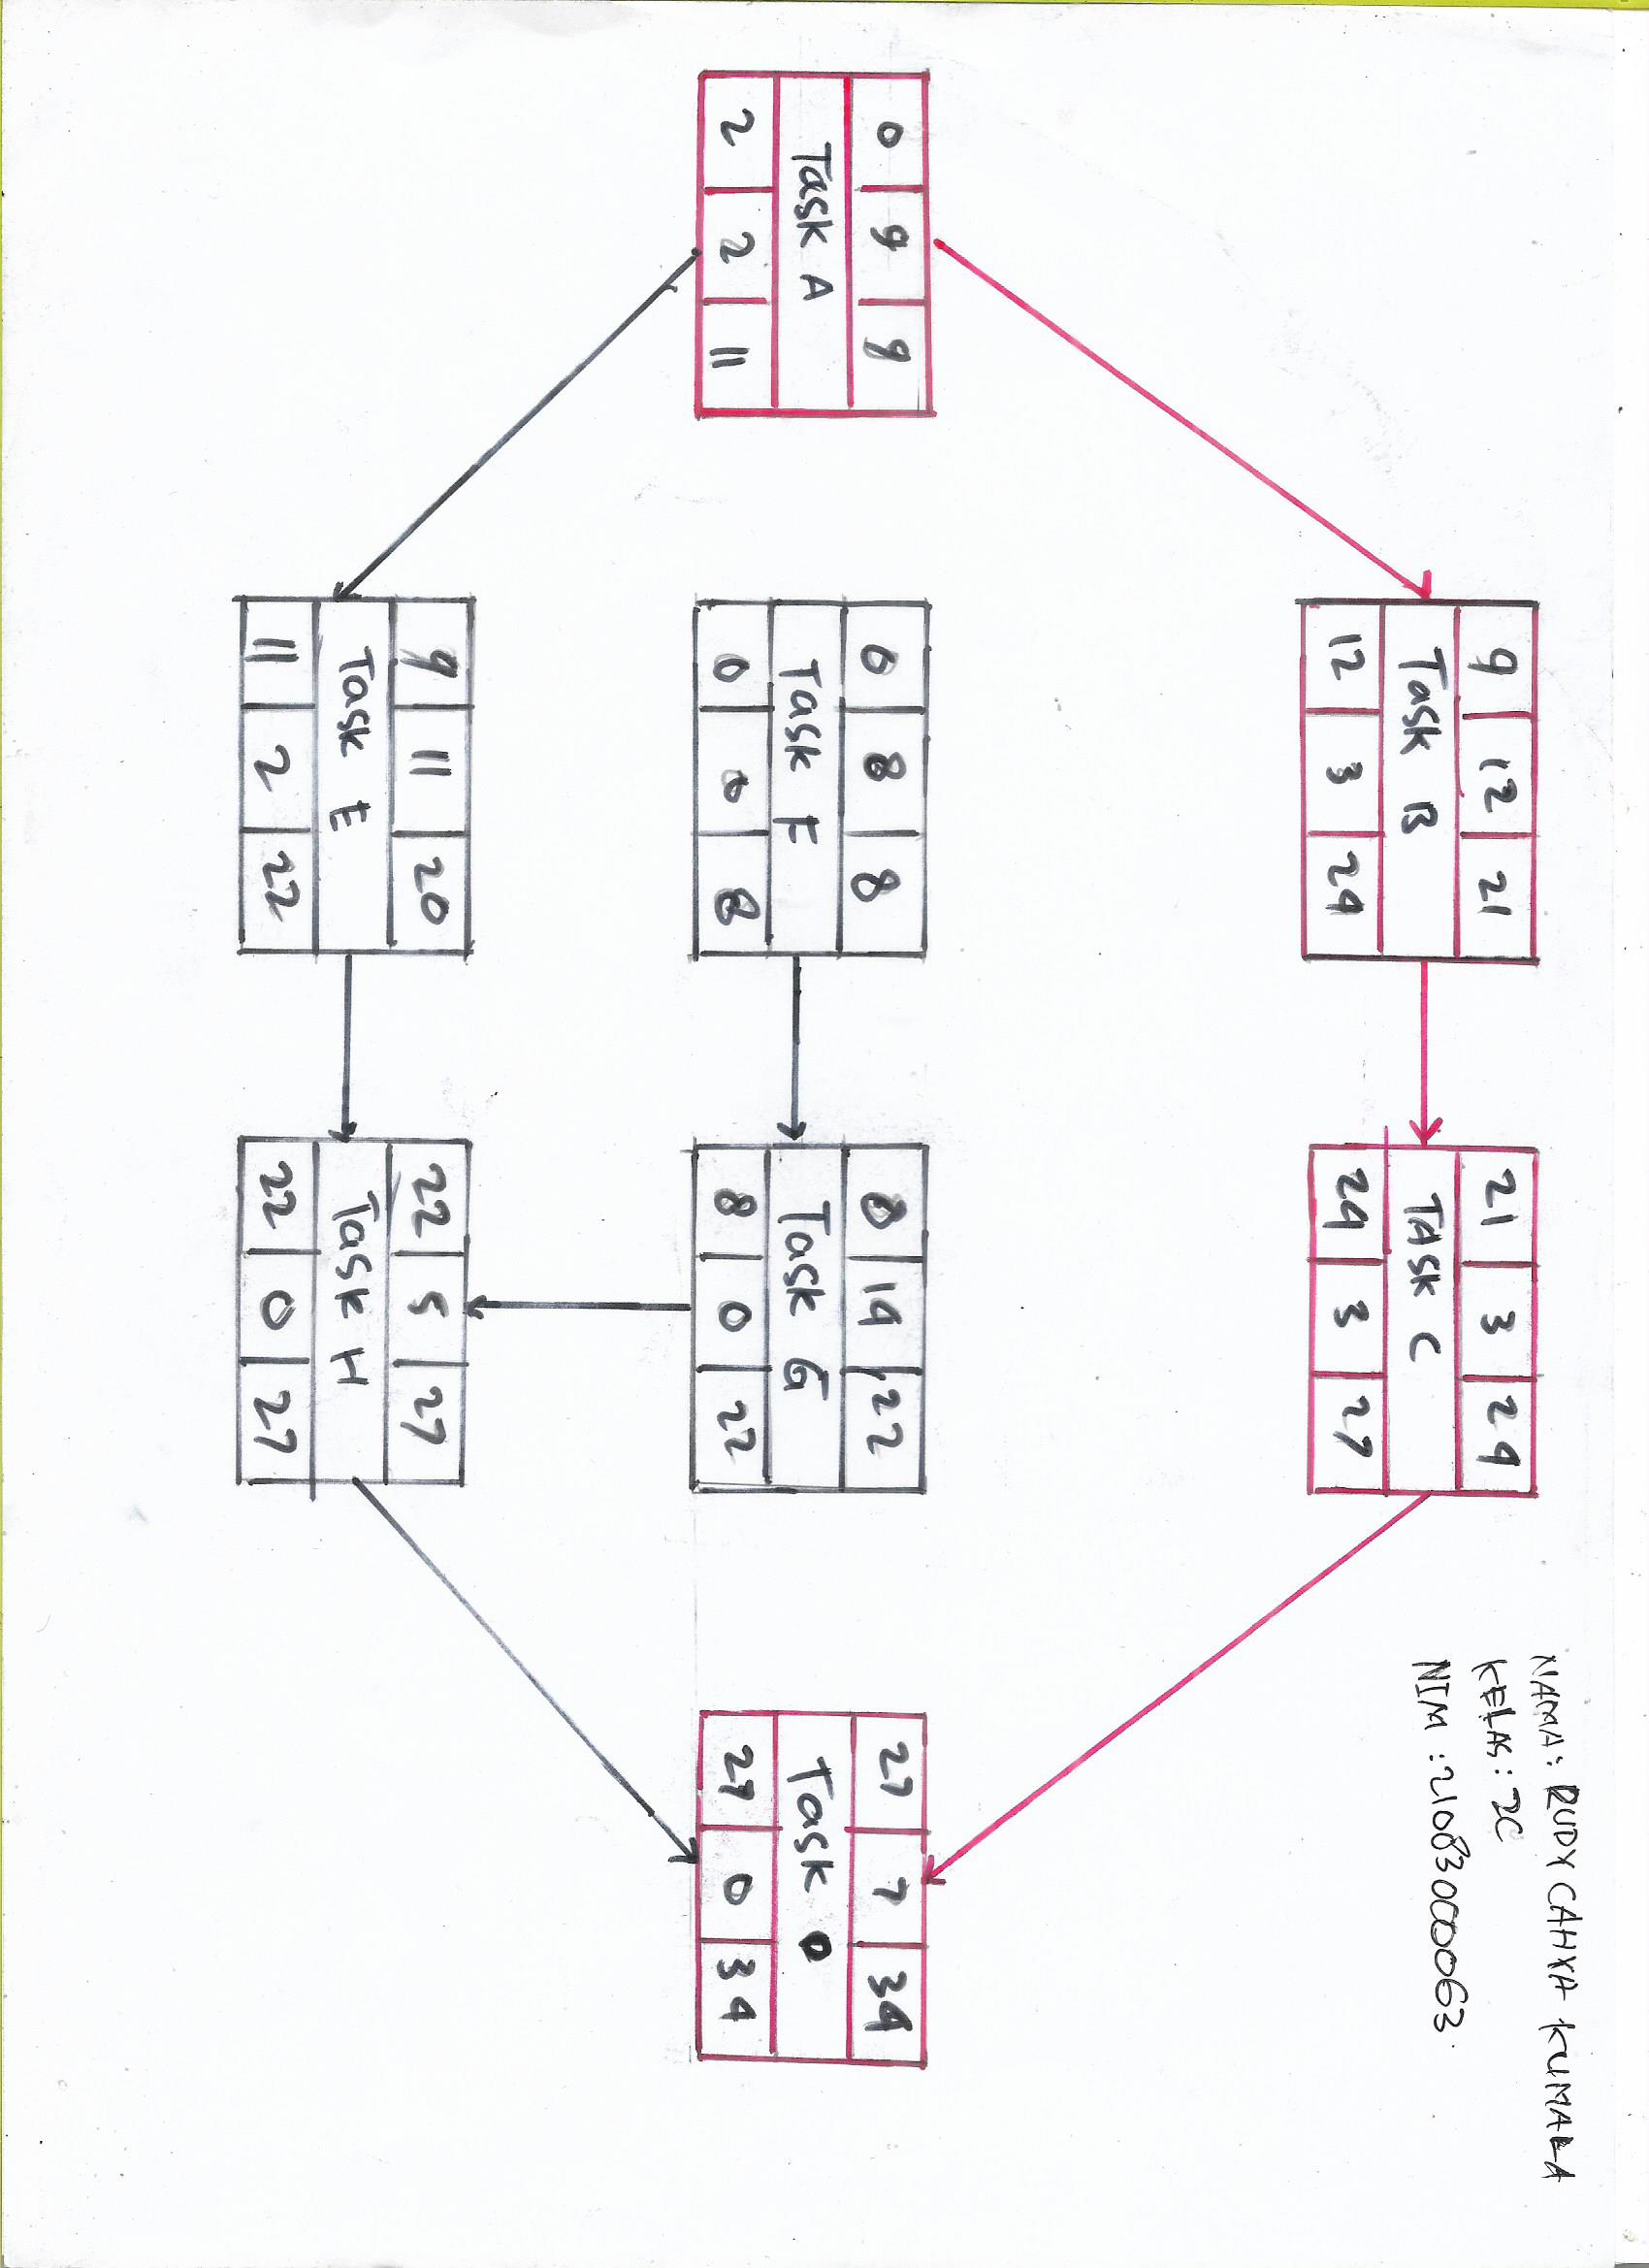 NAMA: RUDY CAHYA KUMALA
KELAS: 2C
NIM : 21083000063
9 12 21
Task B
12 3 24
21 3 24
TASK C
24 3 27
0 9 9
Task A
2 2 11
0 8 8
Task F
0 0 8
8 14 22
Task G
8 0 22
27 7 34
Task D
27 0 34
9 11 20
Task E
11 2 22
22 5 27
Task H
22 0 27